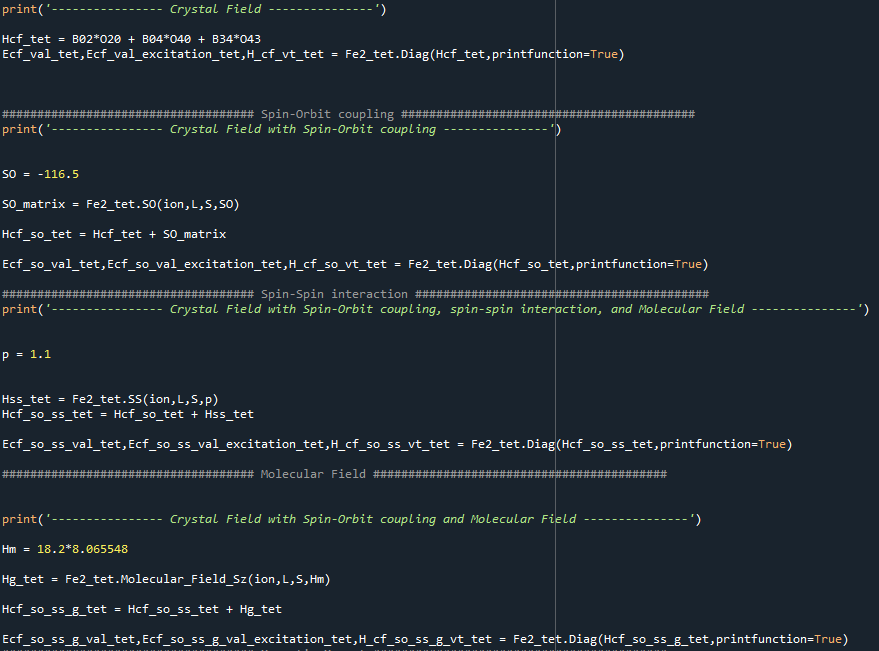 print('---------------- Crystal Field ---------------')
Hcf_tet = B02*O20 + B04*O40 + B34*O43
Ecf_val_tet,Ecf_val_excitation_tet,H_cf_vt_tet = Fe2_tet.Diag(Hcf_tet,printfunction=True)
#################################### Spin-Orbit coupling ##########################################
print('---------------- Crystal Field with Spin-Orbit coupling ---------------')
SO = -116.5
SO_matrix = Fe2_tet.SO(ion,L,S,SO)
Hcf_so_tet = Hcf_tet + SO_matrix
Ecf_so_val_tet,Ecf_so_val_excitation_tet,H_cf_so_vt_tet = Fe2_tet.Diag(Hcf_so_tet,printfunction=True)
#################################### Spin-Spin interaction ##########################################
print('---------------- Crystal Field with Spin-Orbit coupling, spin-spin interaction, and Molecular Field ---------------')
p = 1.1
Hss_tet = Fe2_tet.SS(ion,L,S,p)
Hcf_so_ss_tet = Hcf_so_tet + Hss_tet
Ecf_so_ss_val_tet,Ecf_so_ss_val_excitation_tet,H_cf_so_ss_vt_tet = Fe2_tet.Diag(Hcf_so_ss_tet,printfunction=True)
#################################### Molecular Field ##########################################
print('---------------- Crystal Field with Spin-Orbit coupling and Molecular Field ---------------')
Hm = 18.2*8.065548
Hg_tet = Fe2_tet.Molecular_Field_Sz(ion,L,S,Hm)
Hcf_so_ss_g_tet = Hcf_so_ss_tet + Hg_tet
Ecf_so_ss_g_val_tet,Ecf_so_ss_g_val_excitation_tet,H_cf_so_ss_g_vt_tet = Fe2_tet.Diag(Hcf_so_ss_g_tet,printfunction=True)